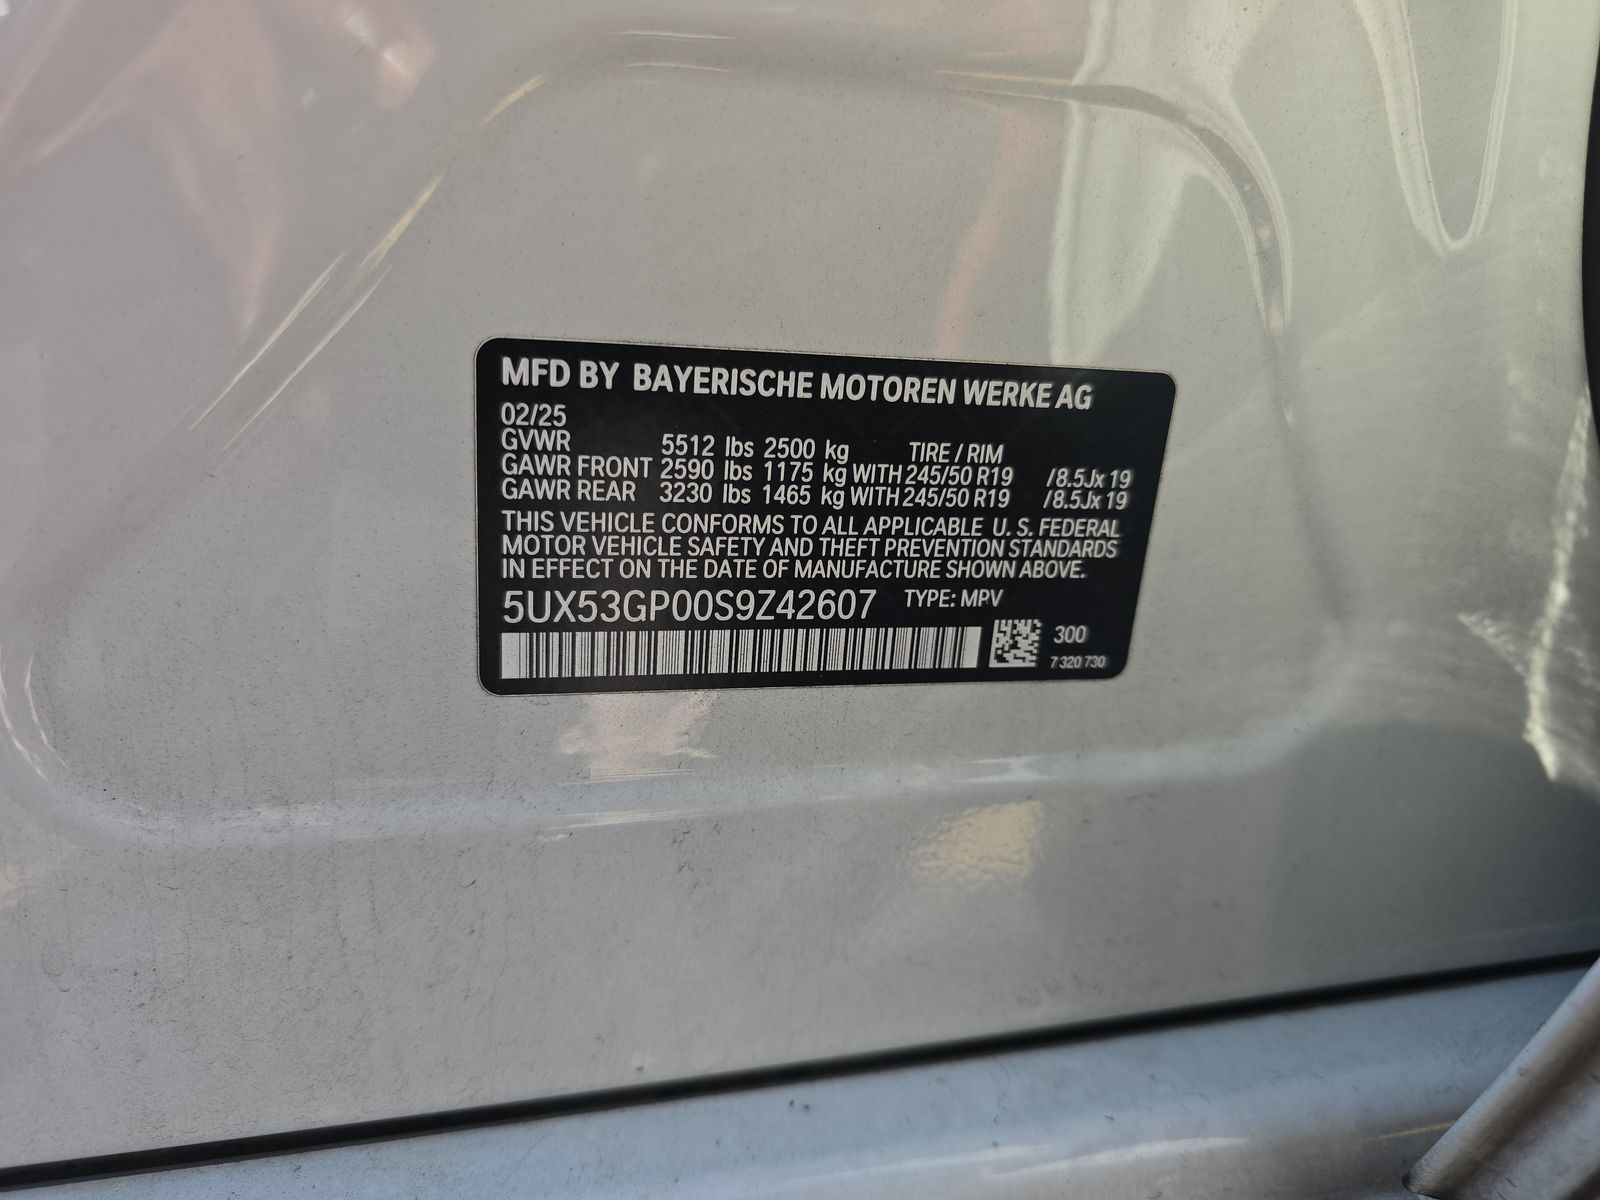 MFD BY BAYERISCHE MOTOREN WERKE AG
02/25
GVWR 5512 lbs 2500 kg TIRE / RIM
GAWR FRONT 2590 lbs 1175 kg WITH 245/50 R19 /8.5Jx 19
GAWR REAR 3230 lbs 1465 kg WITH 245/50 R19 /8.5Jx 19
THIS VEHICLE CONFORMS TO ALL APPLICABLE U. S. FEDERAL
MOTOR VEHICLE SAFETY AND THEFT PREVENTION STANDARDS
IN EFFECT ON THE DATE OF MANUFACTURE SHOWN ABOVE.
5UX53GP00S9Z42607 TYPE: MPV
300
7 320 730